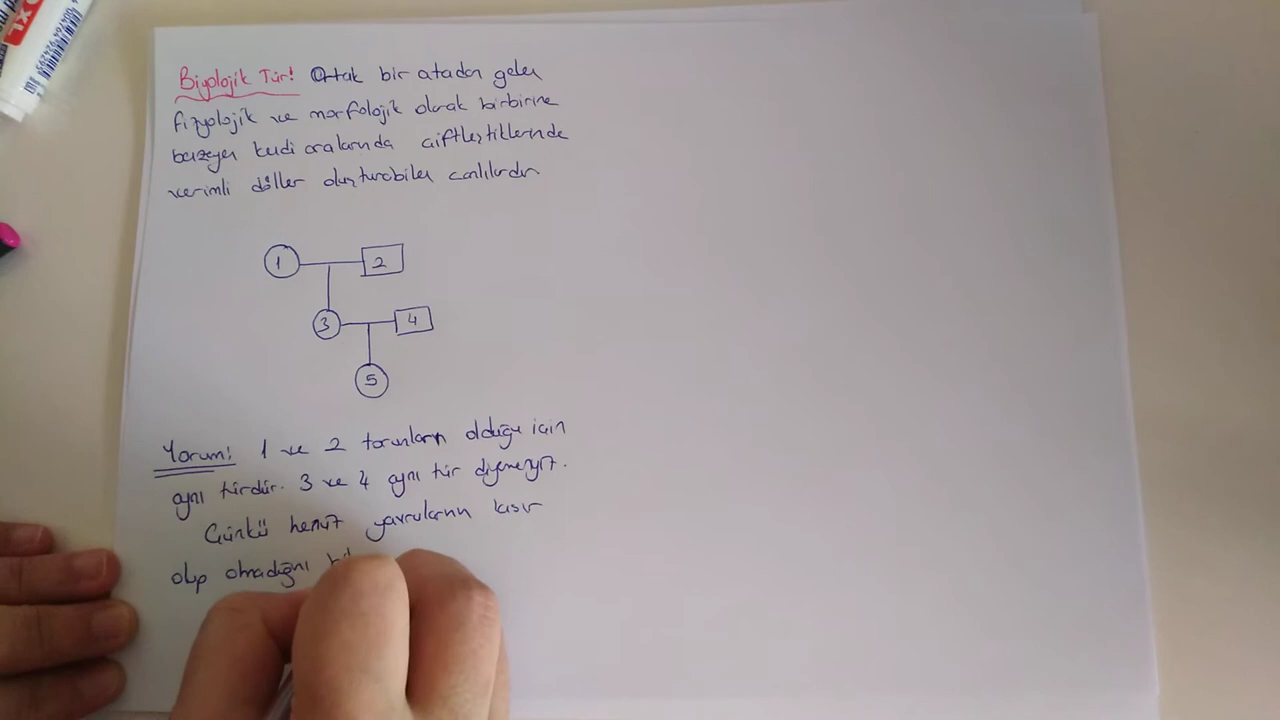 Biyolojik Tür! Ortak bir atadan gelen
fizyolojik ve morfolojik olarak birbirine
benzeyen kendi aralarında çiftleştiklerinde
verimli döller oluşturabilen canlılardır.
1 2
3 4
5
Yorum: 1 ve 2 torunların olduğu için
aynı türdür. 3 ve 4 aynı tür diyemeyiz.
Çünkü henüz yavrularının kısır
olup olmadığını
XL